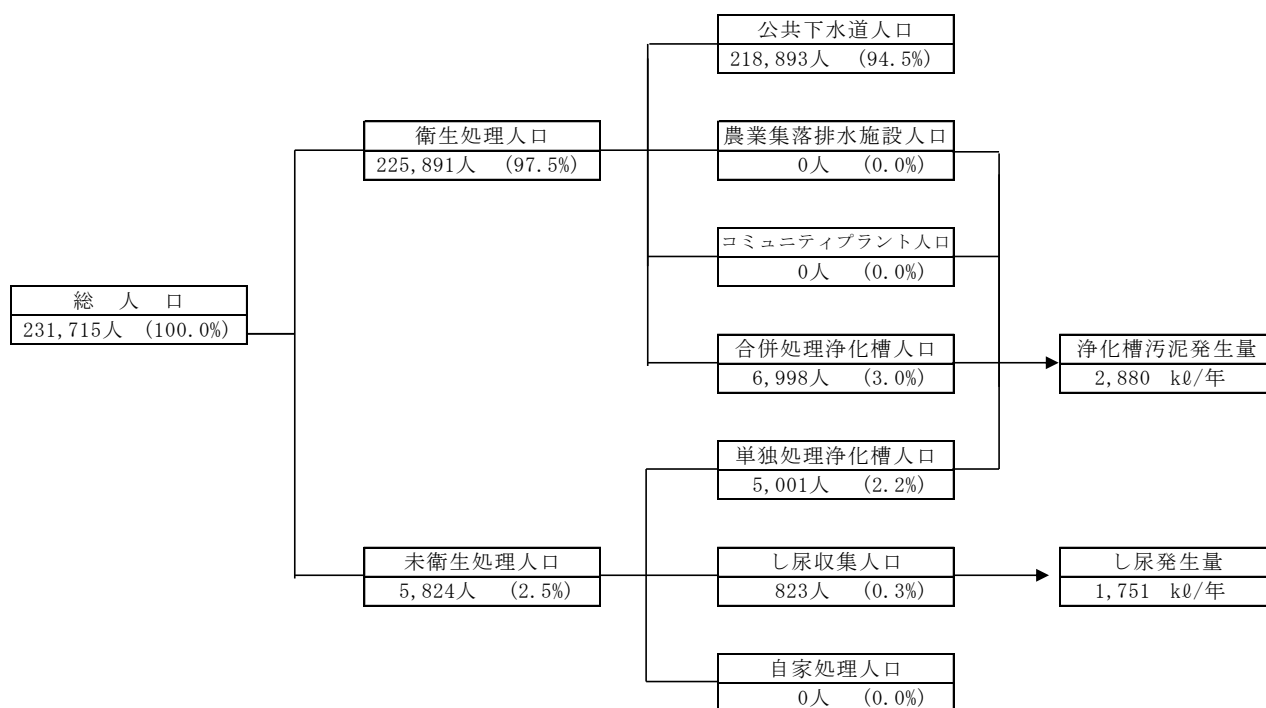 公共下水道人口
218,893人 (94.5%)
衛生処理人口
225,891人 (97.5%)
農業集落排水施設人口
0人 (0.0%)
コミュニティプラント人口
0人 (0.0%)
総 人 口
231,715人 (100.0%)
合併処理浄化槽人口
6,998人 (3.0%)
浄化槽汚泥発生量
2,880 kℓ/年
単独処理浄化槽人口
5,001人 (2.2%)
未衛生処理人口
5,824人 (2.5%)
し尿収集人口
823人 (0.3%)
し尿発生量
1,751 kℓ/年
自家処理人口
0人 (0.0%)